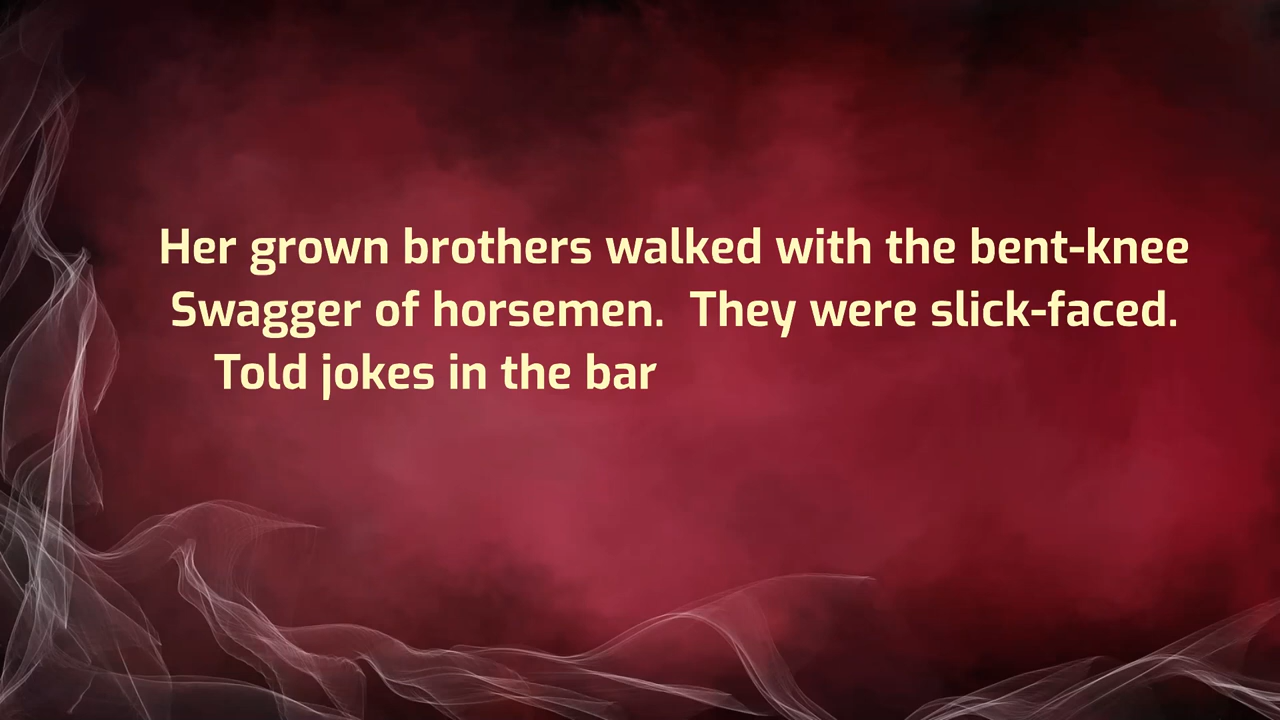 Her grown brothers walked with the bent-knee
Swagger of horsemen.  They were slick-faced.
Told jokes in the bar